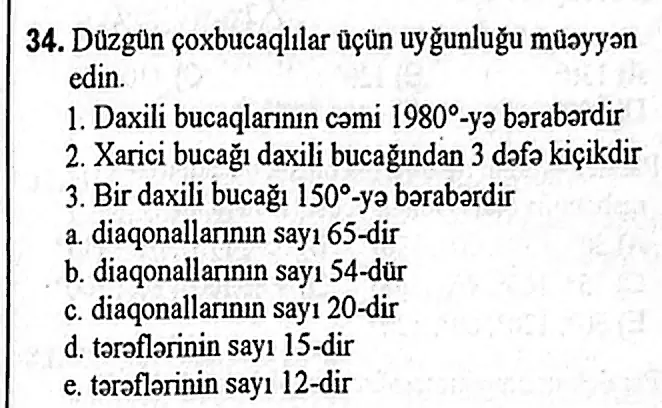 34. Düzgün çoxbucaqlılar üçün uyğunluğu müəyyən
edin.
1. Daxili bucaqlarının cəmi 1980°-yə bərabərdir
2. Xarici bucağı daxili bucağından 3 dəfə kiçikdir
3. Bir daxili bucağı 150°-yə bərabərdir
a. diaqonallarının sayı 65-dir
b. diaqonallarının sayı 54-dür
c. diaqonallarının sayı 20-dir
d. tərəflərinin sayı 15-dir
e. tərəflərinin sayı 12-dir